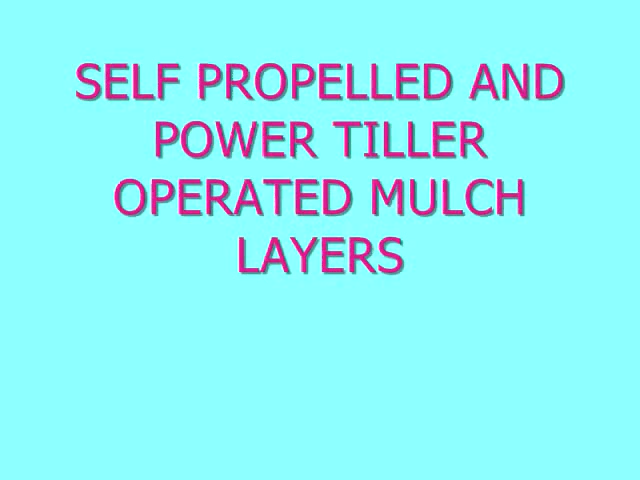 SELF PROPELLED AND
POWER TILLER
OPERATED MULCH
LAYERS